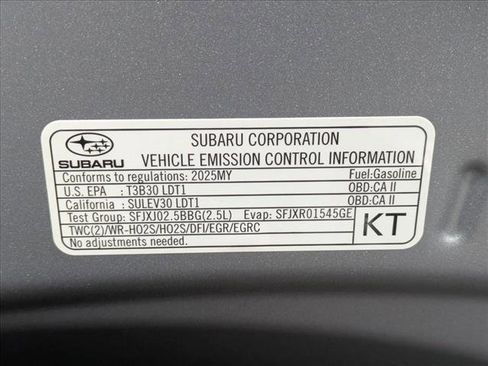 SUBARU CORPORATION
SUBARU VEHICLE EMISSION CONTROL INFORMATION
Conforms to regulations: 2025MY Fuel:Gasoline
U.S. EPA : T3B30 LDT1 OBD:CA II
California : SULEV30 LDT1 OBD:CA II
Test Group: SFJXJ02.5BBG(2.5L) Evap: SFJXR01545GE
TWC(2)/WR-HO2S/HO2S/DFI/EGR/EGRC
No adjustments needed.
KT